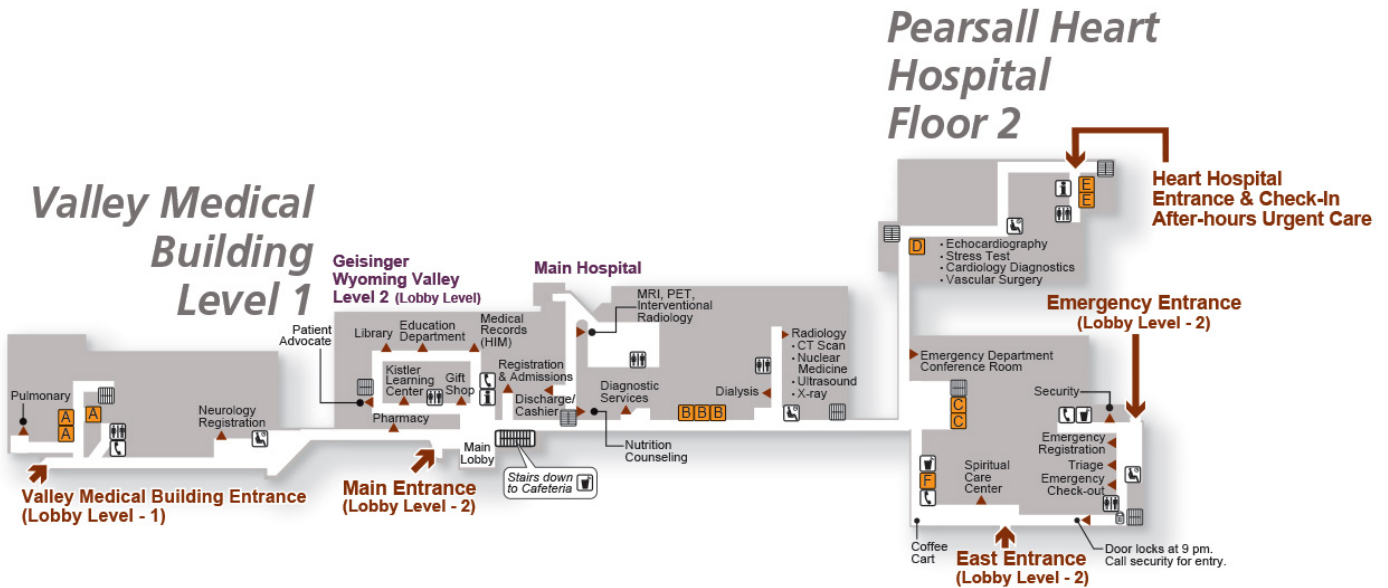 Pearsall Heart
Hospital
Floor 2
Heart Hospital
Entrance & Check-In
After-hours Urgent Care
E
E
D
• Echocardiography
• Stress Test
• Cardiology Diagnostics
• Vascular Surgery
Valley Medical
Building
Level 1
Geisinger
Wyoming Valley
Level 2 (Lobby Level)
Main Hospital
Emergency Entrance
(Lobby Level - 2)
Patient
Advocate
Library
Education
Department
Medical
Records
(HIM)
MRI, PET,
Interventional
Radiology
Radiology
• CT Scan
• Nuclear
Medicine
• Ultrasound
• X-ray
Emergency Department
Conference Room
Security
Pulmonary
A
A
A
Neurology
Registration
Kistler
Learning
Center
Gift
Shop
Registration
& Admissions
Discharge/
Cashier
Diagnostic
Services
Dialysis
B B B
C
C
Pharmacy
Main
Lobby
Nutrition
Counseling
Stairs down
to Cafeteria
Emergency
Registration
Triage
Emergency
Check-out
F
Spiritual
Care
Center
Valley Medical Building Entrance
(Lobby Level - 1)
Main Entrance
(Lobby Level - 2)
Coffee
Cart
East Entrance
(Lobby Level - 2)
Door locks at 9 pm.
Call security for entry.